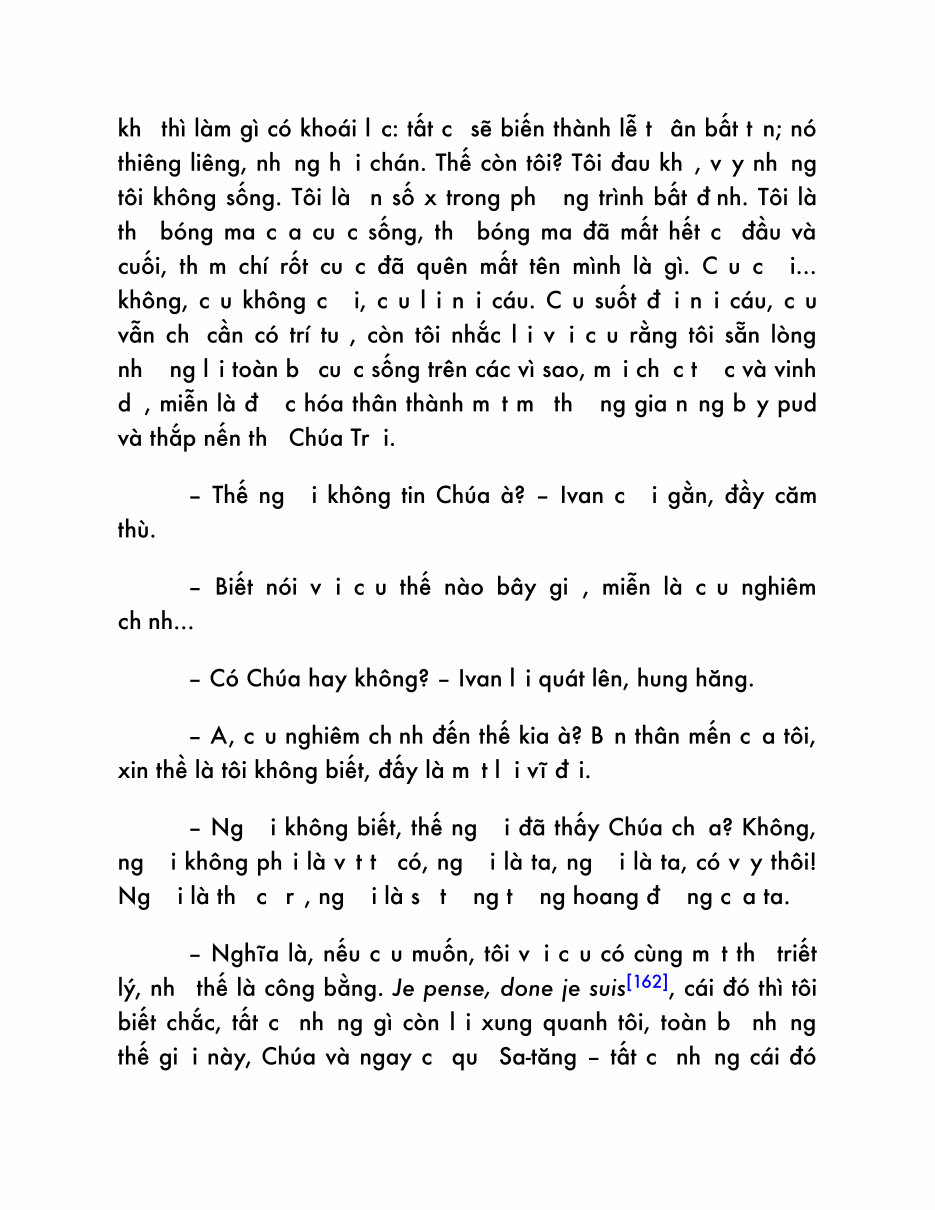 kh thì làm gì có khoái l c: tất c sẽ biến thành lễ t ân bất t n; nó
thiêng liêng, nh ng h i chán. Thế còn tôi? Tôi đau kh , v y nh ng
tôi không sống. Tôi là n số x trong ph ng trình bất đ nh. Tôi là
th bóng ma c a cu c sống, th bóng ma đã mất hết c đầu và
cuối, th m chí rốt cu c đã quên mất tên mình là gì. C u c i...
không, c u không c i, c u l i n i cáu. C u suốt đ i n i cáu, c u
vẫn ch cần có trí tu , còn tôi nhắc l i v i c u rằng tôi sẵn lòng
nh ng l i toàn b cu c sống trên các vì sao, m i ch c t c và vinh
d , miễn là đ c hóa thân thành m t m th ng gia n ng b y pud
và thắp nến th Chúa Tr i.
– Thế ng i không tin Chúa à? – Ivan c i gằn, đầy căm
thù.
– Biết nói v i c u thế nào bây gi , miễn là c u nghiêm
ch nh...
– Có Chúa hay không? – Ivan l i quát lên, hung hăng.
– A, c u nghiêm ch nh đến thế kia à? B n thân mến c a tôi,
xin thề là tôi không biết, đấy là m t l i vĩ đ i.
– Ng i không biết, thế ng i đã thấy Chúa ch a? Không,
ng i không ph i là v t t có, ng i là ta, ng i là ta, có v y thôi!
Ng i là th c r , ng i là s t ng t ng hoang đ ng c a ta.
– Nghĩa là, nếu c u muốn, tôi v i c u có cùng m t th triết
lý, nh thế là công bằng. Je pense, done je suis[162], cái đó thì tôi
biết chắc, tất c nh ng gì còn l i xung quanh tôi, toàn b nh ng
thế gi i này, Chúa và ngay c qu Sa-tăng – tất c nh ng cái đó